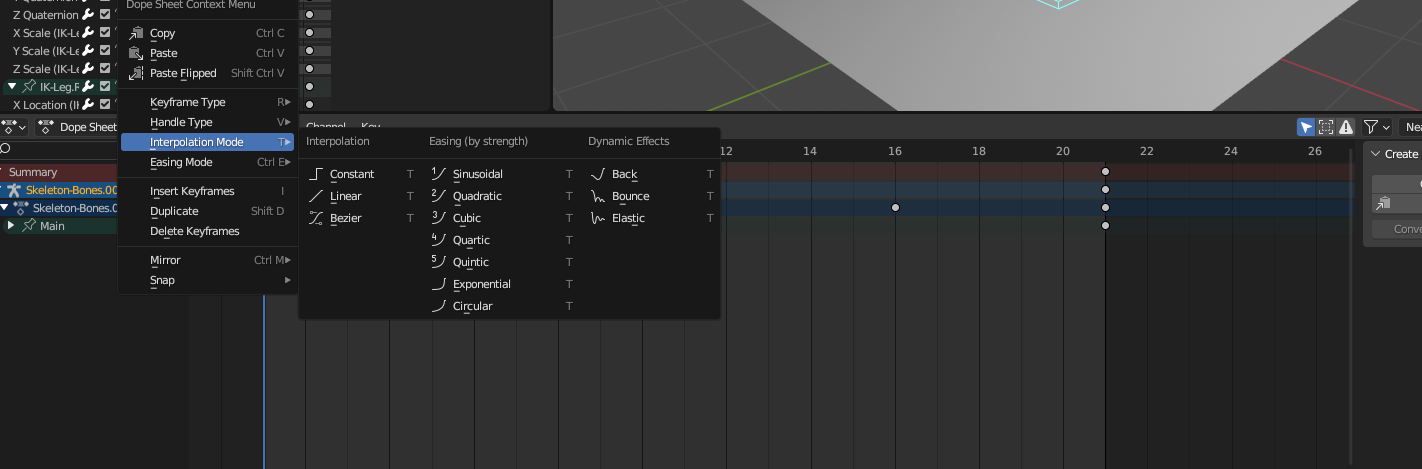 Dope Sheet Context Menu
Z Quaternion
Copy Ctrl C
X Scale (IK-Le
Paste Ctrl V
Y Scale (IK-Le
Paste Flipped Shift Ctrl V
Z Scale (IK-Le
IK-Leg.R
Keyframe Type R
X Location (IK
Handle Type V
Dope Sheet
Channel Key
Nea
Interpolation Mode T
Interpolation Easing (by strength) Dynamic Effects
12 14 16 18 20 22 24 26
Create
Easing Mode Ctrl E
Summary
Constant T Sinusoidal T Back T
Skeleton-Bones.00
Insert Keyframes I
Linear T Quadratic T Bounce T
Skeleton-Bones.0
Duplicate Shift D
Bezier T Cubic T Elastic T
Main
Delete Keyframes
Conve
Quartic T
Mirror Ctrl M
Quintic T
Snap
Exponential T
Circular T